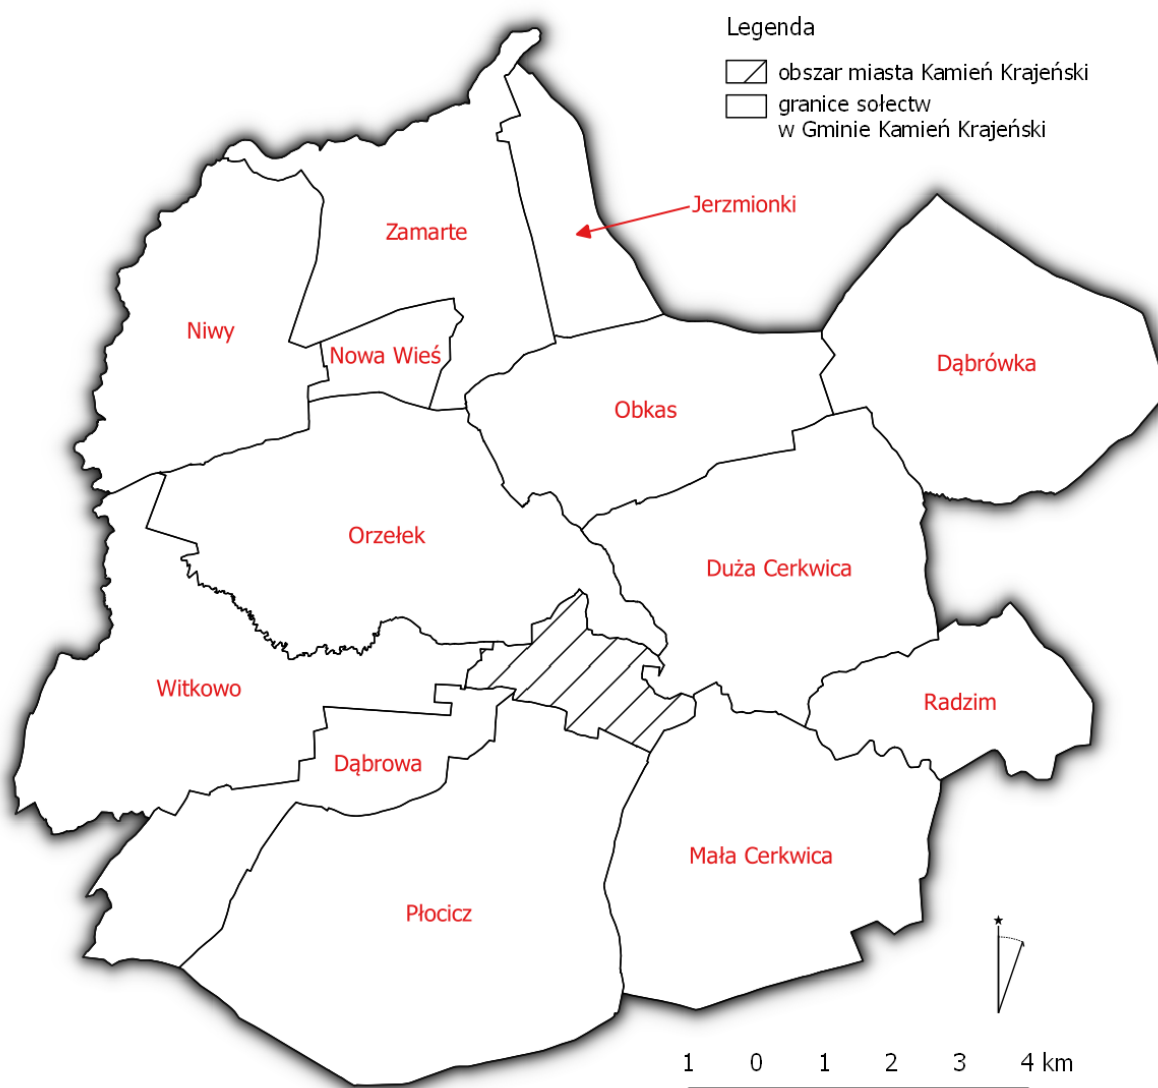 Legenda
obszar miasta Kamień Krajeński
granice sołectw
w Gminie Kamień Krajeński
Jerzmionki
Zamarte
Niwy
Nowa Wieś
Dąbrówka
Obkas
Orzełek
Duża Cerkwica
Witkowo
Radzim
Dąbrowa
Mała Cerkwica
Płocicz
1 0 1 2 3 4 km